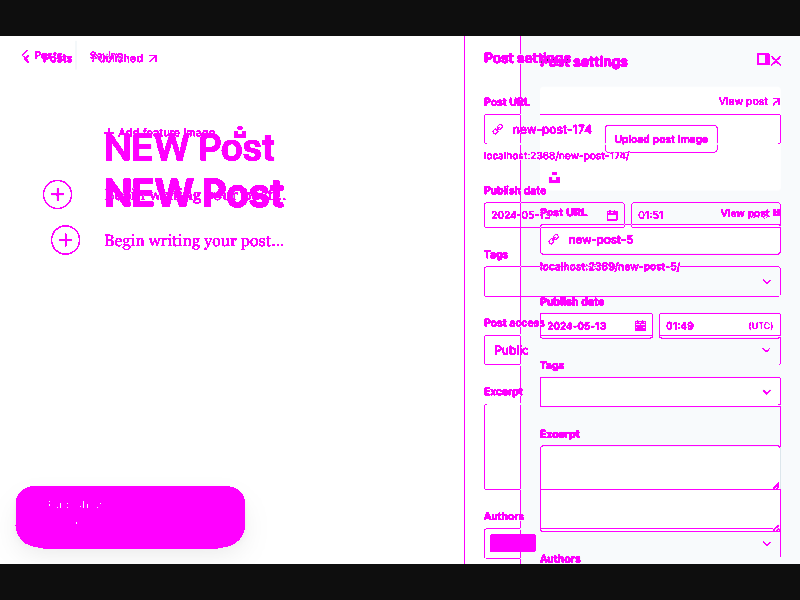 Posts
Posts
Published
Add feature image
NEW Post
NEW Post
Begin writing your post...
Begin writing your post...
Post settings
Post settings
Post URL
View post
new-post-174
Upload post image
localhost:2368/new-post-174/
Publish date
2024-05-13
01:51
Post URL
View post
new-post-5
Tags
localhost:2369/new-post-5/
Publish date
Post access
2024-05-13
01:49
(UTC)
Public
Tags
Excerpt
Excerpt
Authors
Authors